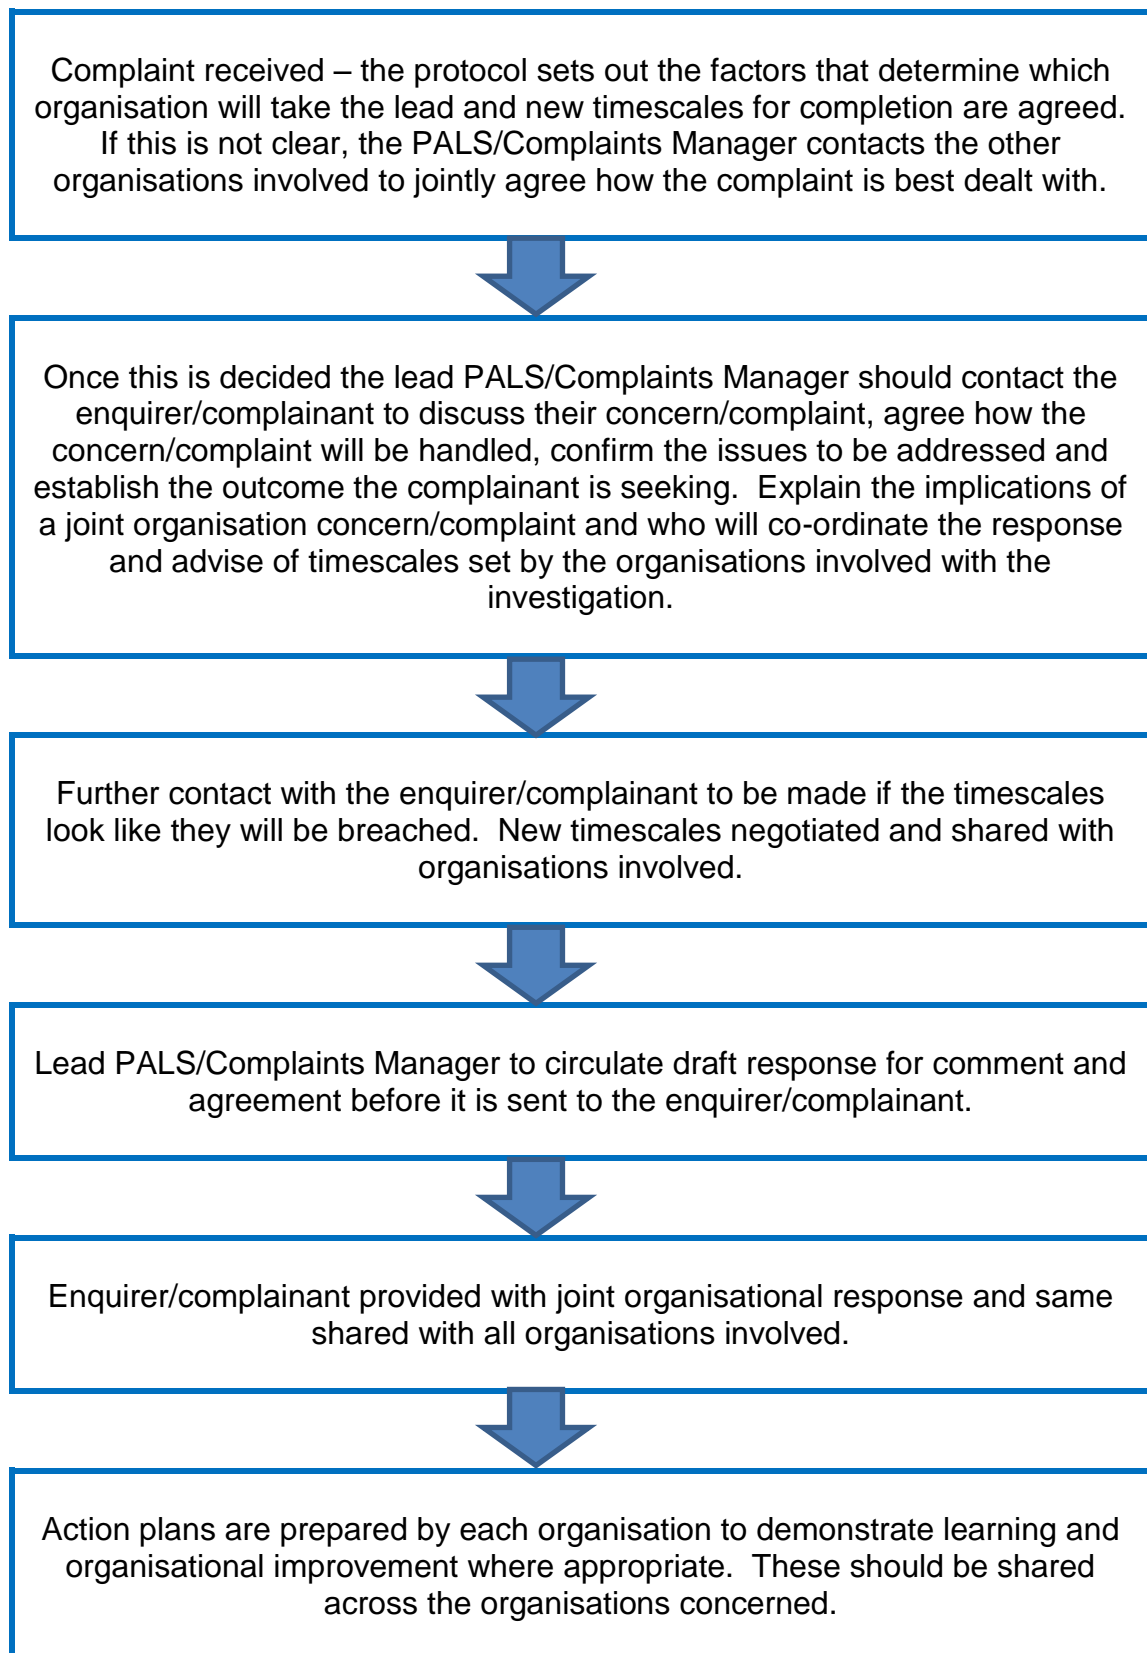 Complaint received – the protocol sets out the factors that determine which
organisation will take the lead and new timescales for completion are agreed.
If this is not clear, the PALS/Complaints Manager contacts the other
organisations involved to jointly agree how the complaint is best dealt with.
Once this is decided the lead PALS/Complaints Manager should contact the
enquirer/complainant to discuss their concern/complaint, agree how the
concern/complaint will be handled, confirm the issues to be addressed and
establish the outcome the complainant is seeking.  Explain the implications of
a joint organisation concern/complaint and who will co-ordinate the response
and advise of timescales set by the organisations involved with the
investigation.
Further contact with the enquirer/complainant to be made if the timescales
look like they will be breached.  New timescales negotiated and shared with
organisations involved.
Lead PALS/Complaints Manager to circulate draft response for comment and
agreement before it is sent to the enquirer/complainant.
Enquirer/complainant provided with joint organisational response and same
shared with all organisations involved.
Action plans are prepared by each organisation to demonstrate learning and
organisational improvement where appropriate.  These should be shared
across the organisations concerned.